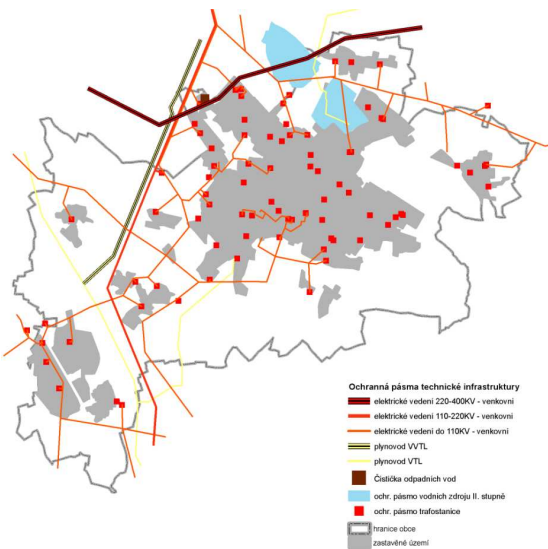 Ochranná pásma technické infrastruktury
elektrické vedení 220-400KV - venkovní
elektrické vedení 110-220KV - venkovní
elektrické vedení do 110KV - venkovní
plynovod VVTL
plynovod VTL
Čistička odpadních vod
ochr. pásmo vodních zdroju II. stupně
ochr. pásmo trafostanice
hranice obce
zastavěné území